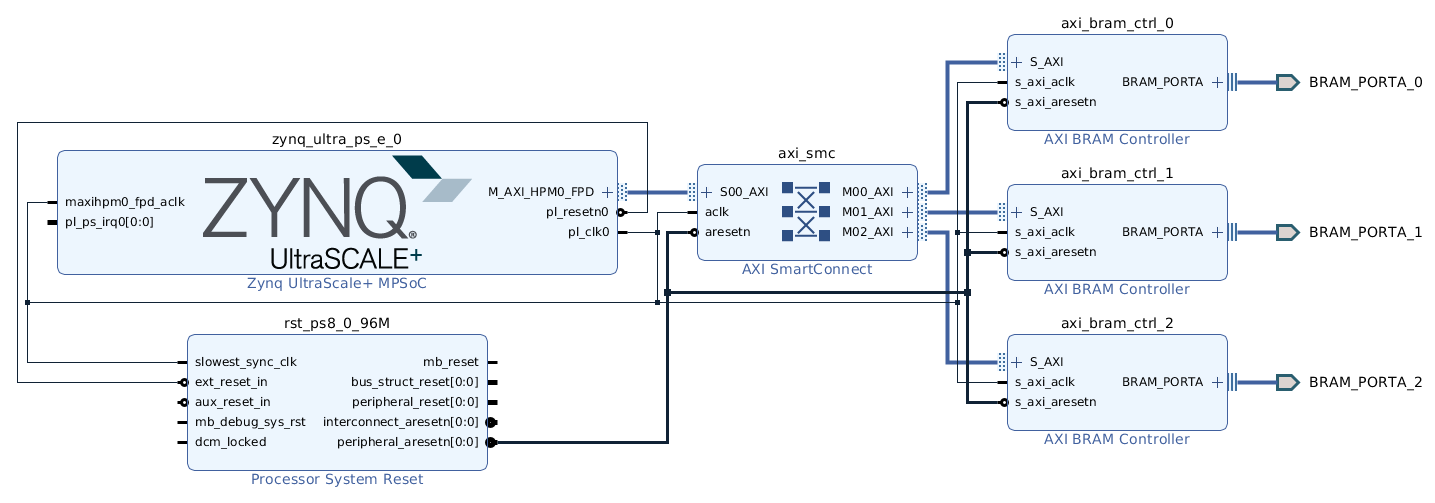 zynq_ultra_ps_e_0
maxihpm0_fpd_aclk
pl_ps_irq0[0:0]
ZYNQ®
UltraSCALE+
M_AXI_HPM0_FPD
pl_resetn0
pl_clk0
Zynq UltraScale+ MPSoC
rst_ps8_0_96M
slowest_sync_clk
ext_reset_in
aux_reset_in
mb_debug_sys_rst
dcm_locked
mb_reset
bus_struct_reset[0:0]
peripheral_reset[0:0]
interconnect_aresetn[0:0]
peripheral_aresetn[0:0]
Processor System Reset
axi_smc
S00_AXI
aclk
aresetn
M00_AXI
M01_AXI
M02_AXI
AXI SmartConnect
axi_bram_ctrl_0
S_AXI
s_axi_aclk
s_axi_aresetn
BRAM_PORTA
AXI BRAM Controller
BRAM_PORTA_0
axi_bram_ctrl_1
S_AXI
s_axi_aclk
s_axi_aresetn
BRAM_PORTA
AXI BRAM Controller
BRAM_PORTA_1
axi_bram_ctrl_2
S_AXI
s_axi_aclk
s_axi_aresetn
BRAM_PORTA
AXI BRAM Controller
BRAM_PORTA_2